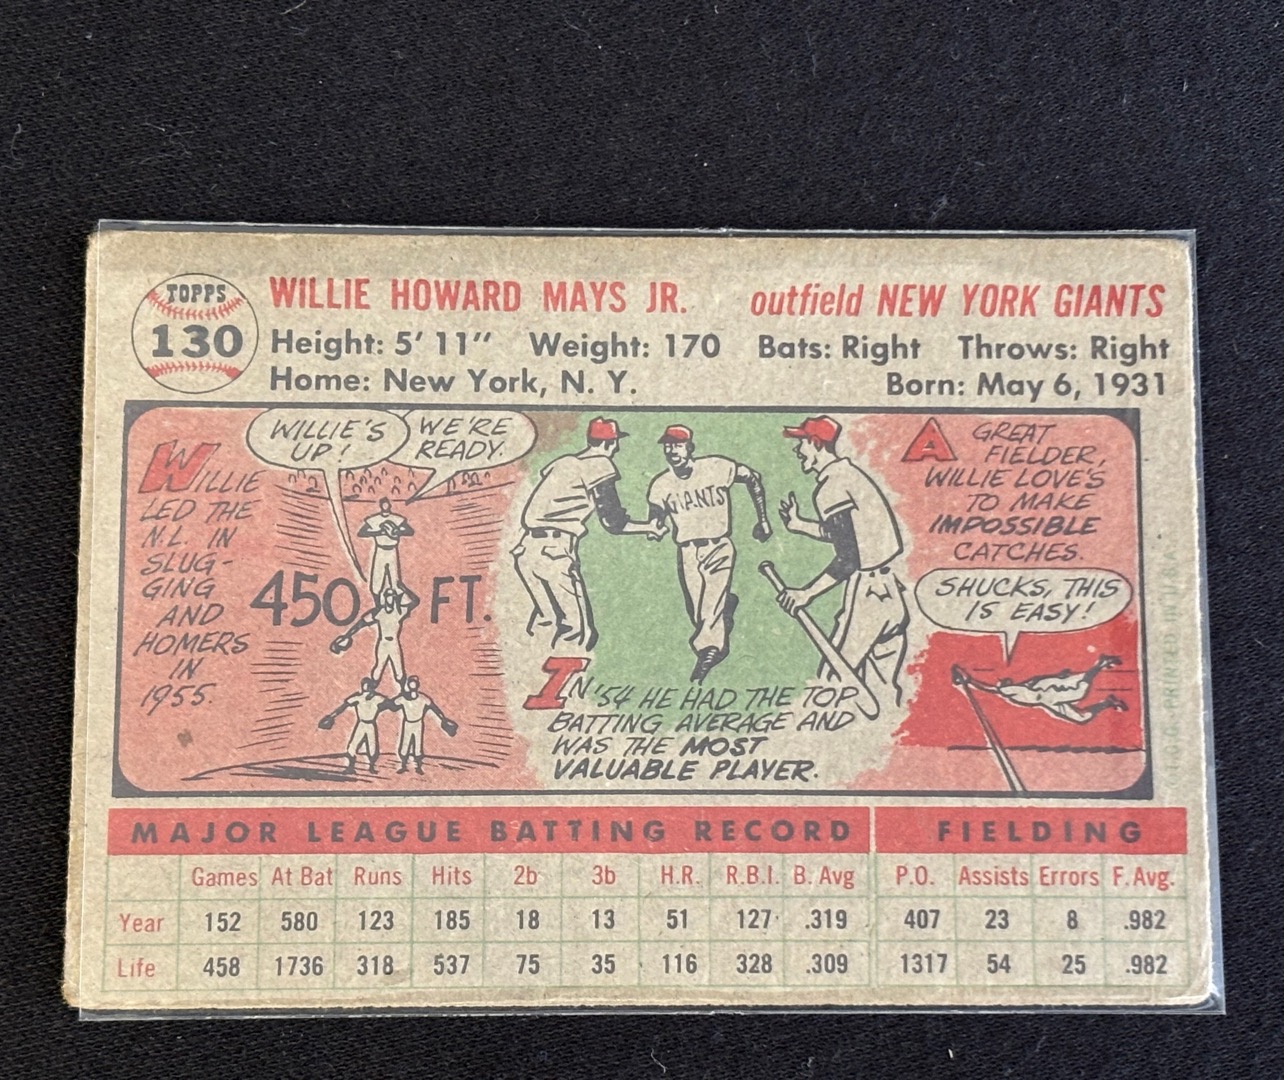 TOPPS
130
WILLIE HOWARD MAYS JR. outfield NEW YORK GIANTS
Height: 5' 11" Weight: 170 Bats: Right Throws: Right
Home: New York, N. Y. Born: May 6, 1931
WILLIE
LED THE
N.L. IN
SLUG-
GING
AND
HOMERS
IN
1955.
WILLIE'S
UP!
WE'RE
READY.
450 FT.
IN '54 HE HAD THE TOP
BATTING AVERAGE AND
WAS THE MOST
VALUABLE PLAYER.
GIANTS
A GREAT
FIELDER,
WILLIE LOVE'S
TO MAKE
IMPOSSIBLE
CATCHES.
SHUCKS, THIS
IS EASY!
PRINTED IN U.S.A.
MAJOR LEAGUE BATTING RECORD FIELDING
Games At Bat Runs Hits 2b 3b H.R. R.B.I. B. Avg P.O. Assists Errors F. Avg.
Year 152 580 123 185 18 13 51 127 .319 407 23 8 .982
Life 458 1736 318 537 75 35 116 328 .309 1317 54 25 .982